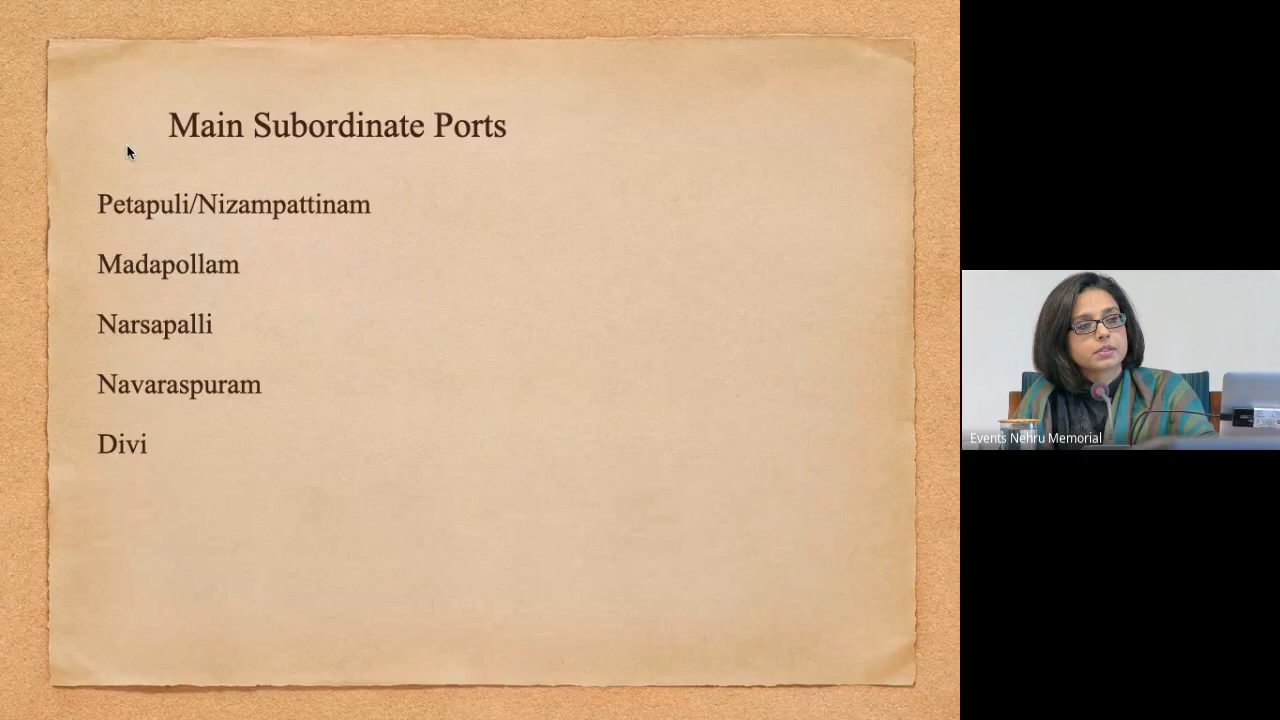 Main Subordinate Ports
Petapuli/Nizampattinam
Madapollam
Narsapalli
Navaraspuram
Divi
Events Nehru Memorial